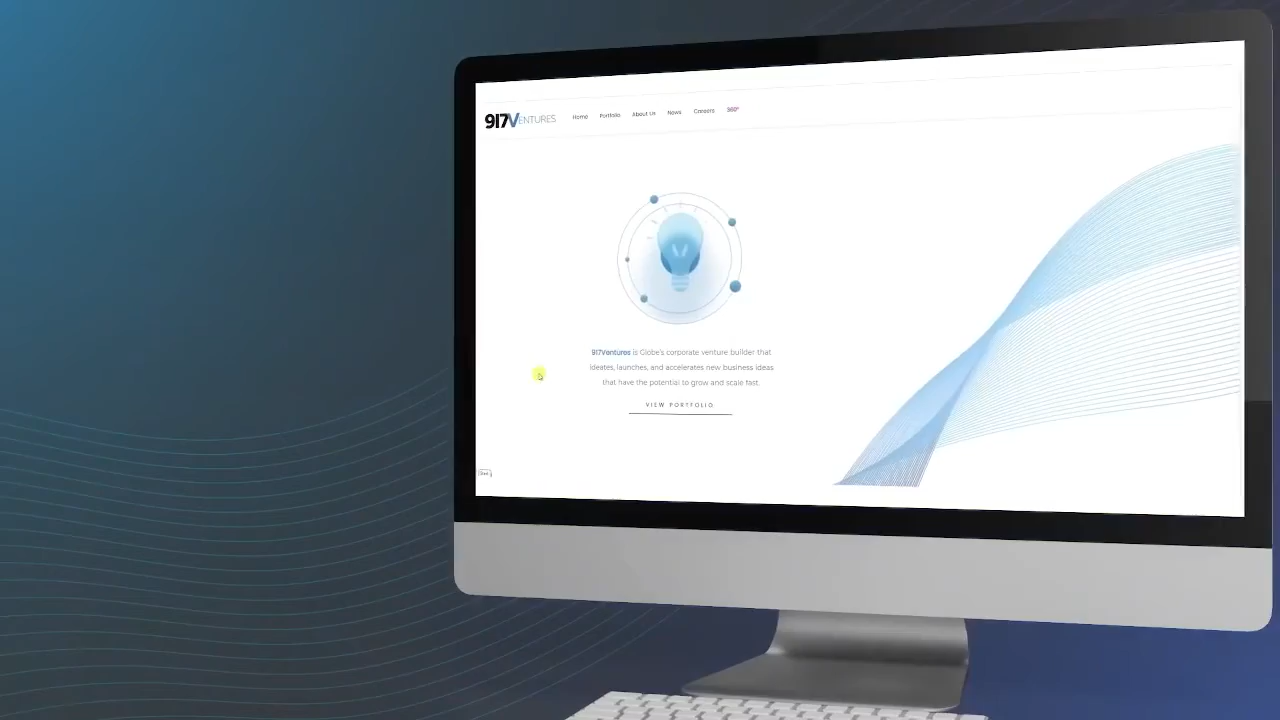 917VENTURES
Home Portfolio About Us News Careers 360°
917Ventures is Globe's corporate venture builder that
ideates, launches, and accelerates new business ideas
that have the potential to grow and scale fast.
VIEW PORTFOLIO